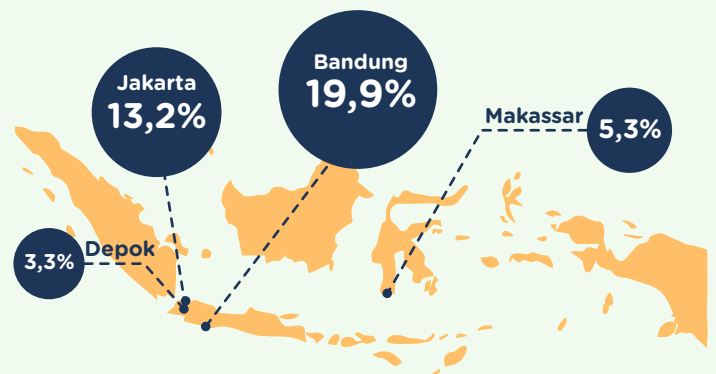 Jakarta
13,2%
Bandung
19,9%
Makassar
5,3%
Depok
3,3%